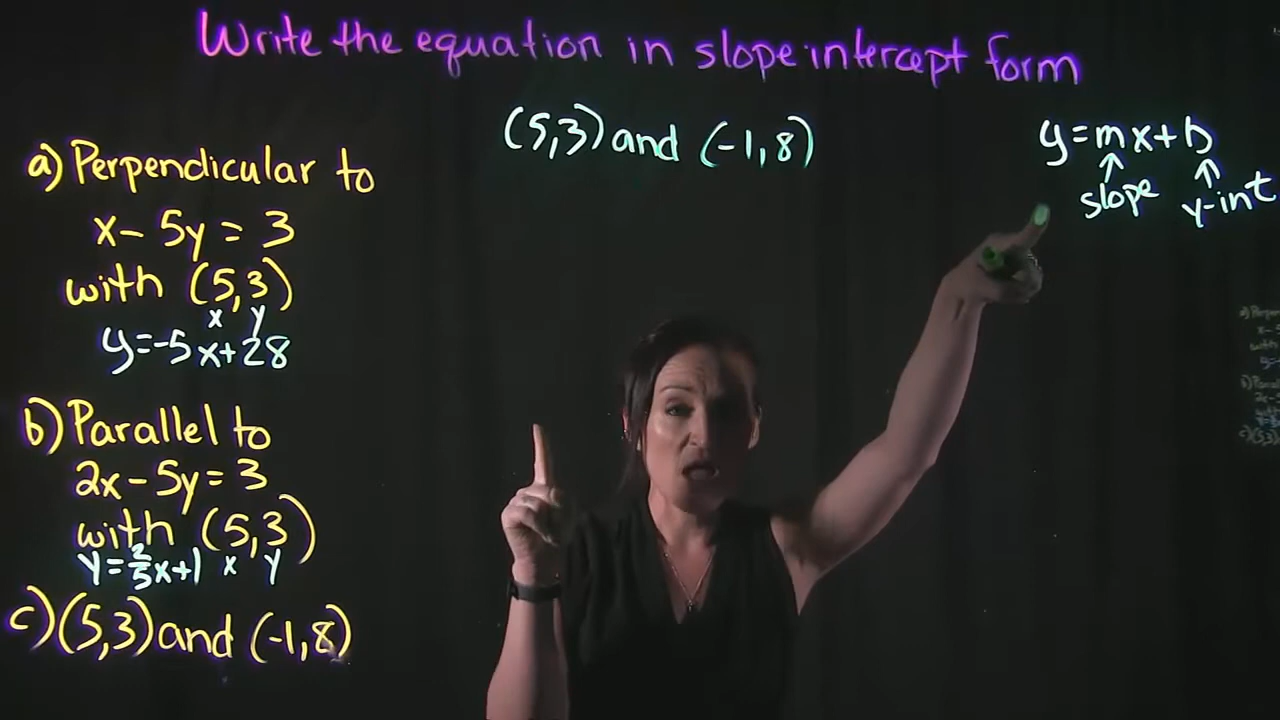 Write the equation in slope intercept form
(5,3) and (-1,8)
y=mx+b
slope
y-int
a) Perpendicular to
x-5y=3
with (5,3)
x y
y=-5x+28
b) Parallel to
2x-5y=3
with (5,3)
y=2/5x+1 x y
c) (5,3) and (-1,8)